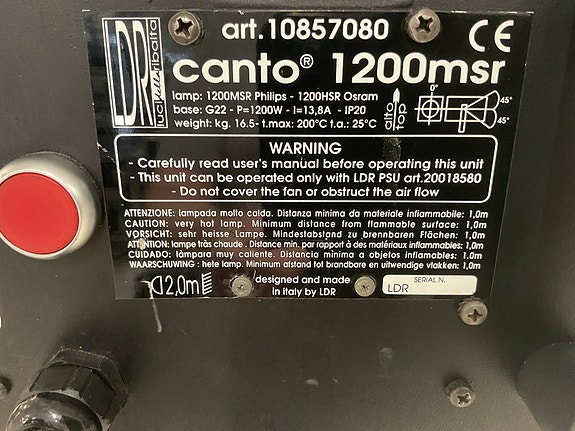 art.10857080
LDR
luci della ribalta
canto® 1200msr
CE
lamp: 1200MSR Philips - 1200HSR Osram
base: G22 - P=1200W - I=13,8A - IP20
weight: kg. 16.5- t.max: 200°C t.a.: 25°C
alto
top
0°
45°
45°
WARNING
- Carefully read user's manual before operating this unit
- This unit can be operated only with LDR PSU art.20018580
- Do not cover the fan or obstruct the air flow
ATTENZIONE: lampada molto calda. Distanza minima da materiale infiammabile: 1,0m
CAUTION: very hot lamp. Minimum distance from flammable surface: 1,0m
VORSICHT: sehr heisse Lampe. Mindestabstand zu brennbaren Flächen: 1,0m
ATTENTION: lampe très chaude. Distance min. par rapport à des matériaux inflammables: 1,0m
CUIDADO: làmpara muy caliente. Distancia mìnima a objetos inflamables: 1,0m
WAARSCHUWING: hete lamp. Minimum afstand tot brandbare en uitwendige vlakken: 1,0m
2,0m
designed and made
in italy by LDR
SERIAL N.
LDR